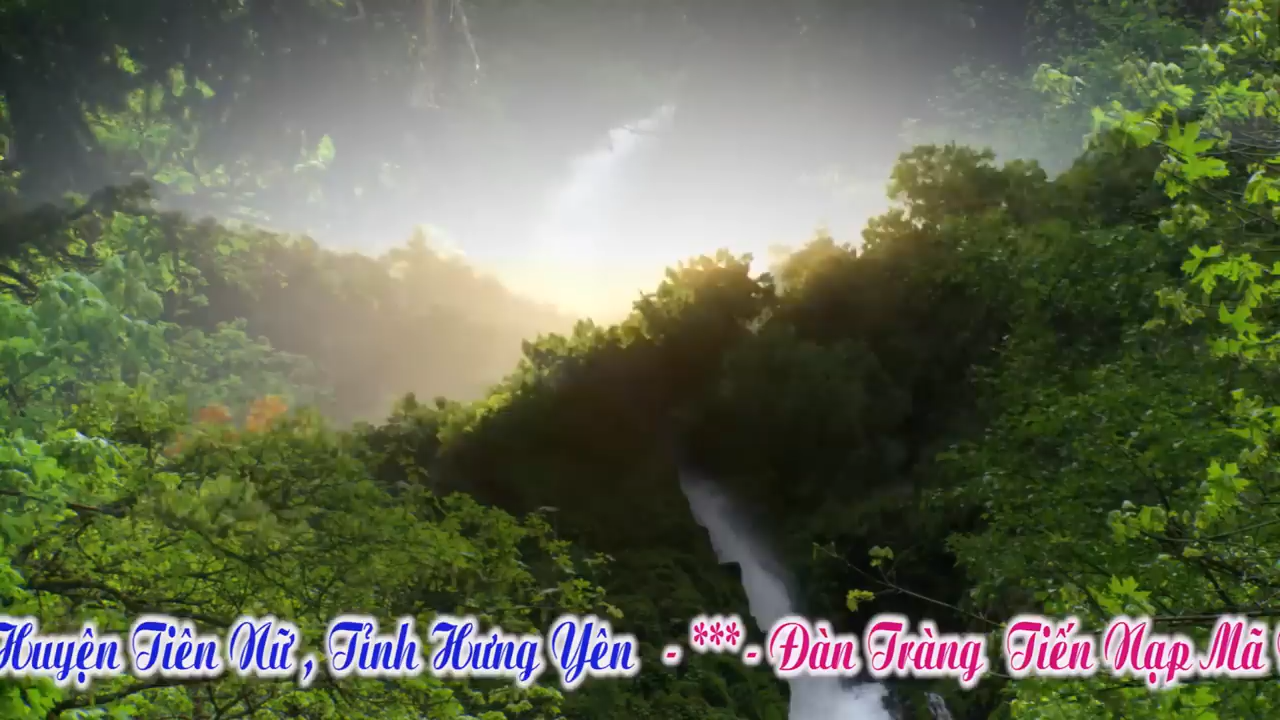 Huyện Tiên Nữ , Tỉnh Hưng Yên - *** - Đàn Tràng Tiến Nạp Mã